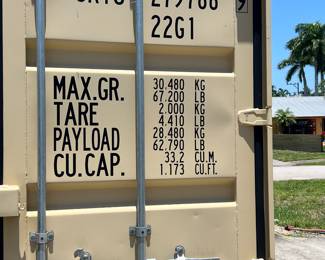 22G1
MAX.GR. 30.480 KG
67.200 LB
TARE 2.000 KG
4.410 LB
PAYLOAD 28.480 KG
62.790 LB
CU.CAP. 33.2 CU.M.
1.173 CU.FT.